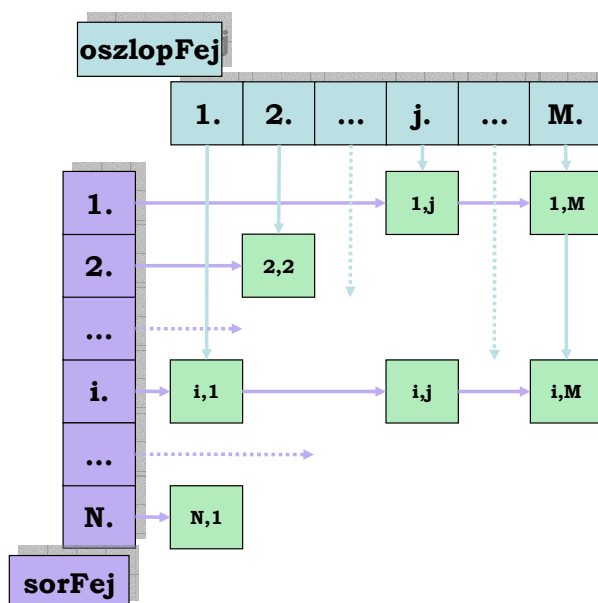 oszlopFej
1. 2. ... j. ... M.
1. 1,j 1,M
2. 2,2
...
i. i,1 i,j i,M
...
N. N,1
sorFej